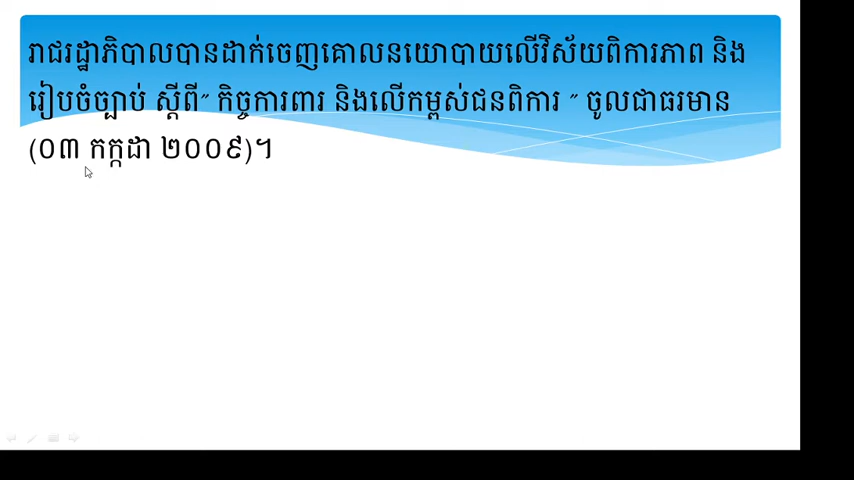 រាជរដ្ឋាភិបាលបានដាក់ចេញគោលនយោបាយលើវិស័យពិការភាព និង
រៀបចំច្បាប់ ស្តីពី" កិច្ចការពារ និងលើកម្ពស់ជនពិការ " ចូលជាធរមាន
(០៣ កក្កដា ២០០៩)។